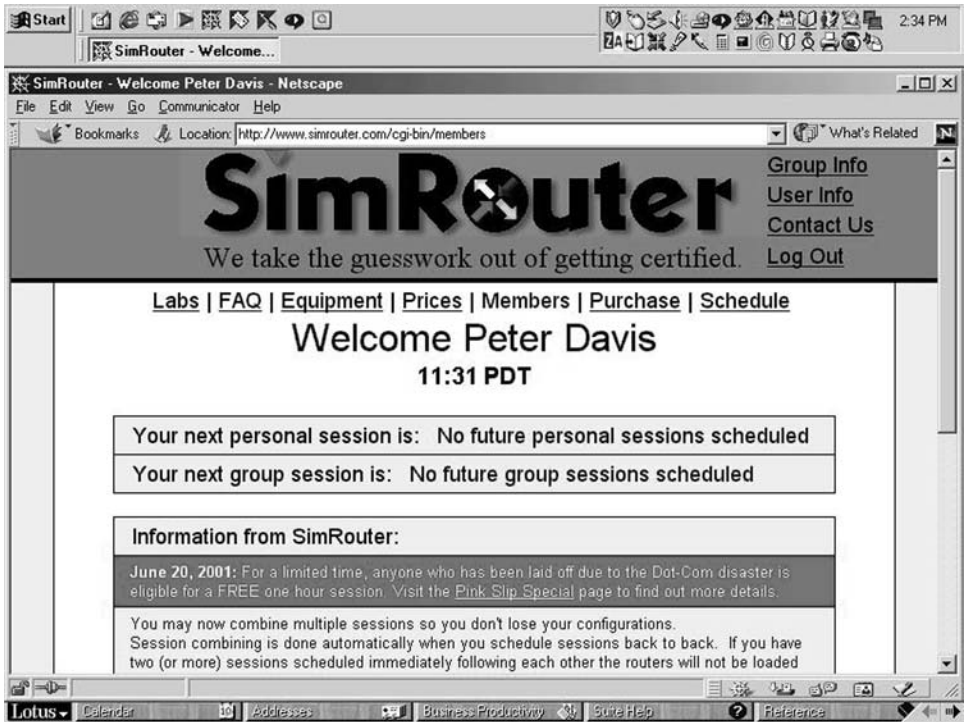 Start
2:34 PM
SimRouter - Welcome...
SimRouter - Welcome Peter Davis - Netscape
File Edit View Go Communicator Help
Bookmarks Location: http://www.simrouter.com/cgi-bin/members What's Related N
SimRouter
We take the guesswork out of getting certified.
Group Info
User Info
Contact Us
Log Out
Labs | FAQ | Equipment | Prices | Members | Purchase | Schedule
Welcome Peter Davis
11:31 PDT
Your next personal session is: No future personal sessions scheduled
Your next group session is: No future group sessions scheduled
Information from SimRouter:
June 20, 2001: For a limited time, anyone who has been laid off due to the Dot-Com disaster is
eligible for a FREE one hour session. Visit the Pink Slip Special page to find out more details.
You may now combine multiple sessions so you don't lose your configurations.
Session combining is done automatically when you schedule sessions back to back. If you have
two (or more) sessions scheduled immediately following each other the routers will not be loaded
Lotus Calendar Addresses Business Productivity Suite Help Reference